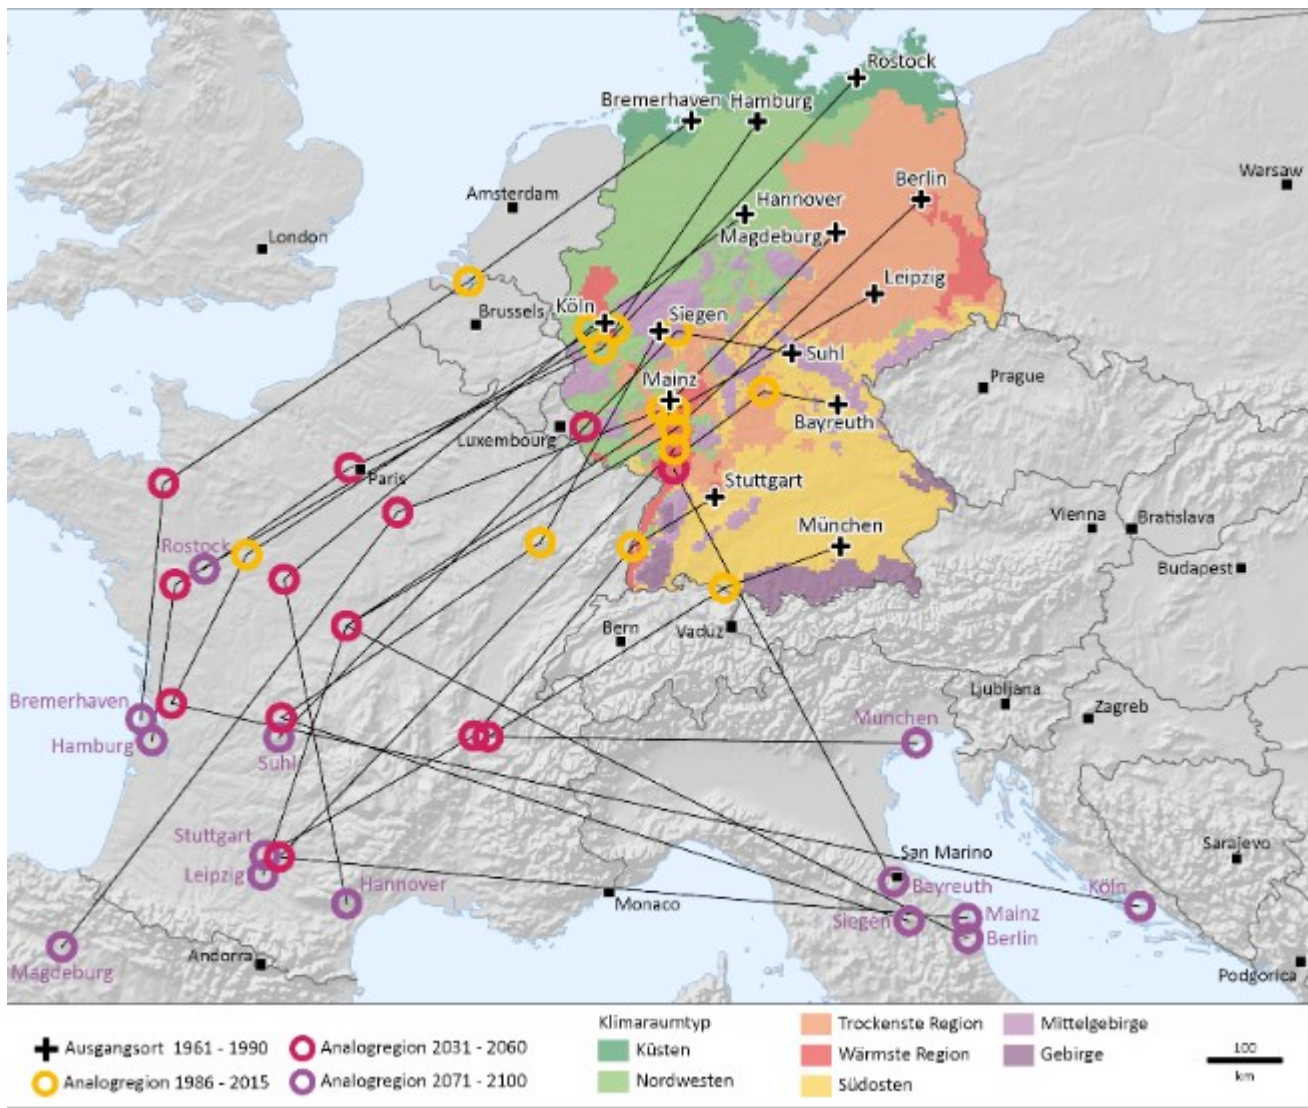 Rostock
Bremerhaven
Hamburg
Warsaw
Berlin
Amsterdam
Hannover
London
Magdeburg
Leipzig
Brussels
Köln
Siegen
Suhl
Prague
Mainz
Luxembourg
Bayreuth
Paris
Stuttgart
München
Vienna
Bratislava
Rostock
Budapest
Bern
Vaduz
Ljubljana
Zagreb
Bremerhaven
München
Hamburg
Suhl
Stuttgart
Sarajevo
San Marino
Leipzig
Hannover
Bayreuth
Köln
Monaco
Siegen
Mainz
Berlin
Andorra
Magdeburg
Podgorica
Ausgangsort 1961 - 1990
Analogregion 1986 - 2015
Analogregion 2031 - 2060
Analogregion 2071 - 2100
Klimaraumtyp
Küsten
Nordwesten
Trockenste Region
Wärmste Region
Südosten
Mittelgebirge
Gebirge
100
km